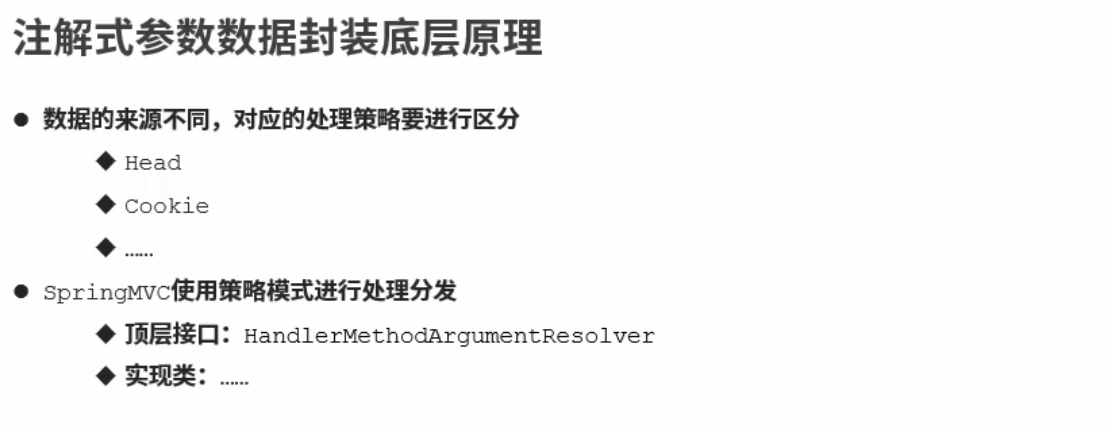 注解式参数数据封装底层原理
● 数据的来源不同，对应的处理策略要进行区分
◆ Head
◆ Cookie
◆ ……
● SpringMVC使用策略模式进行处理分发
◆ 顶层接口：HandlerMethodArgumentResolver
◆ 实现类：……